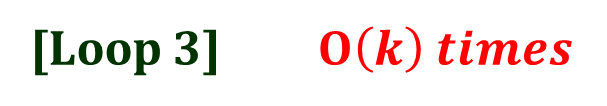 [Loop 3] O(k) times